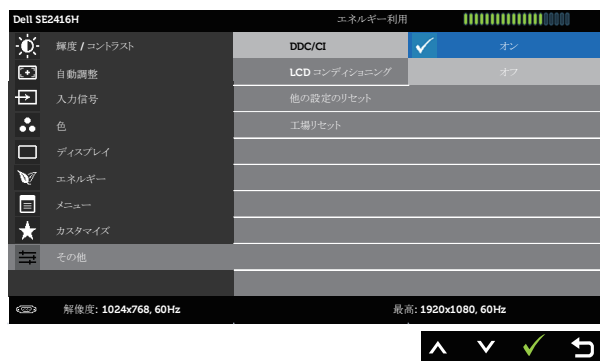 Dell SE2416H エネルギー利用
輝度 / コントラスト DDC/CI オン
自動調整 LCD コンディショニング オフ
入力信号 他の設定のリセット
色 工場リセット
ディスプレイ
エネルギー
メニュー
カスタマイズ
その他
解像度: 1024x768, 60Hz 最高: 1920x1080, 60Hz